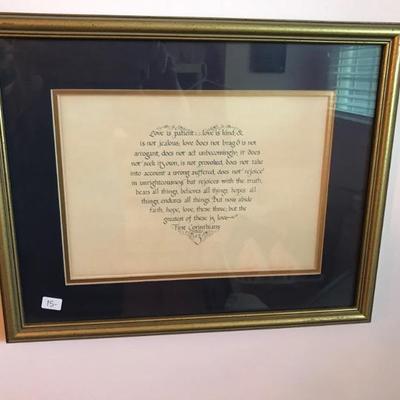 Love is patient... love is kind, &
is not jealous; love does not brag & is not
arrogant, does not act unbecomingly; it does
not seek its own, is not provoked, does not take
into account a wrong suffered, does not rejoice
in unrighteousness but rejoices with the truth;
bears all things, believes all things, hopes all
things, endures all things. But now abide
faith, hope, love, these three; but the
greatest of these is love
First Corinthians
15-